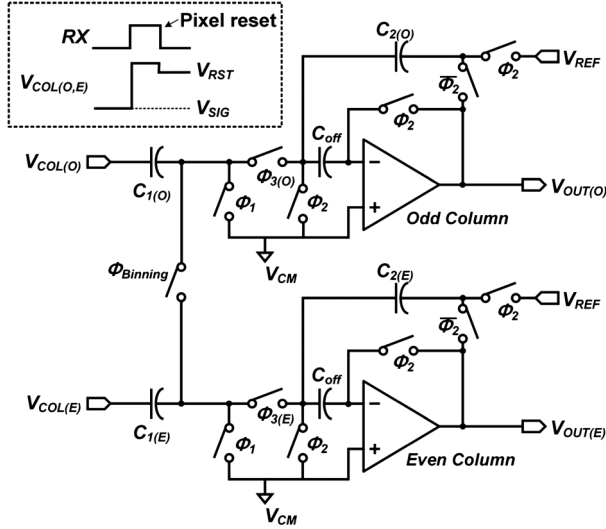 Pixel reset
RX
V_COL(O,E)
V_RST
V_SIG
C_2(O)
Φ_2
V_REF
Φ̅_2
Φ_2
C_off
V_COL(O)
C_1(O)
Φ_3(O)
Φ_1
Φ_2
−
+
V_OUT(O)
Odd Column
V_CM
Φ_Binning
C_2(E)
Φ_2
V_REF
Φ̅_2
Φ_2
C_off
V_COL(E)
C_1(E)
Φ_3(E)
Φ_1
Φ_2
−
+
V_OUT(E)
Even Column
V_CM